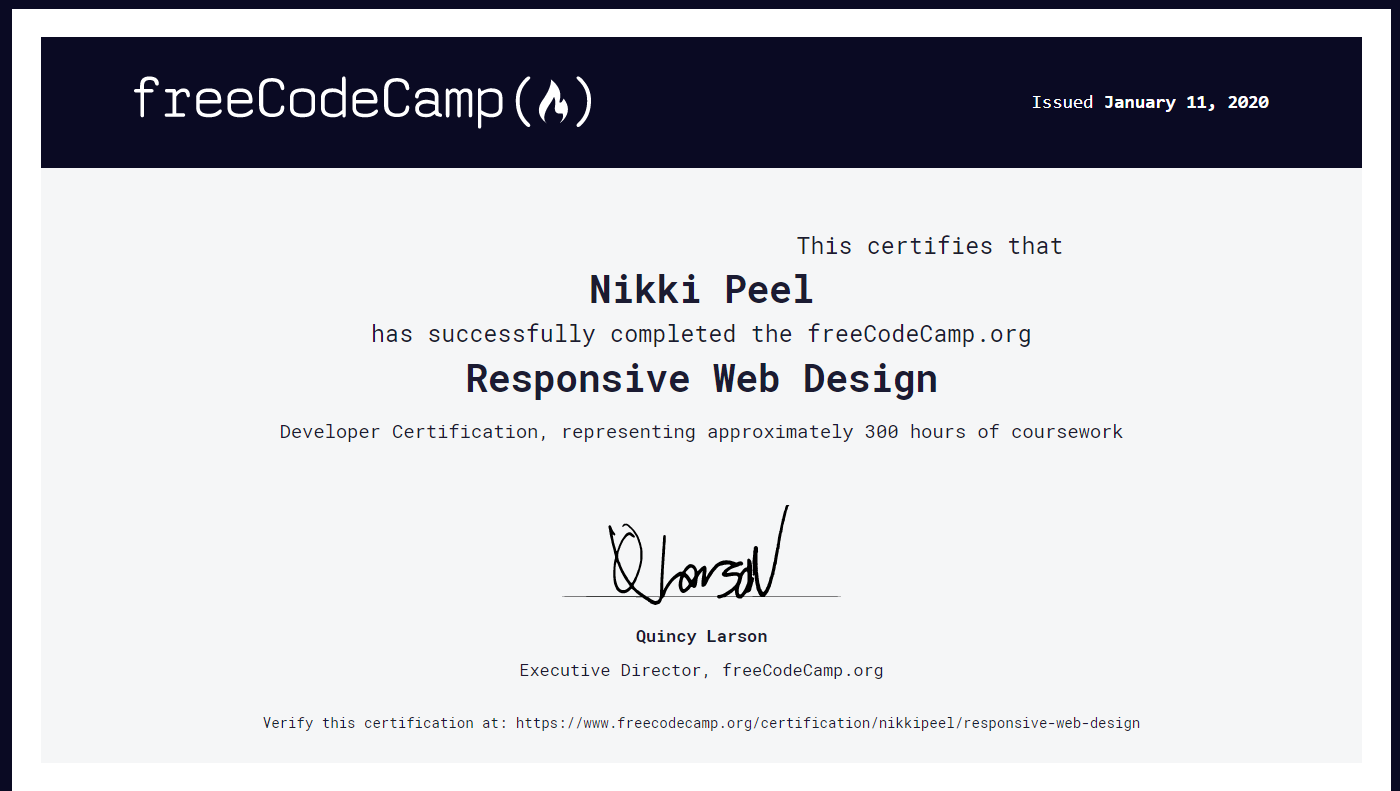 freeCodeCamp(🔥)
Issued January 11, 2020
This certifies that
Nikki Peel
has successfully completed the freeCodeCamp.org
Responsive Web Design
Developer Certification, representing approximately 300 hours of coursework
Q Larson
Quincy Larson
Executive Director, freeCodeCamp.org
Verify this certification at: https://www.freecodecamp.org/certification/nikkipeel/responsive-web-design